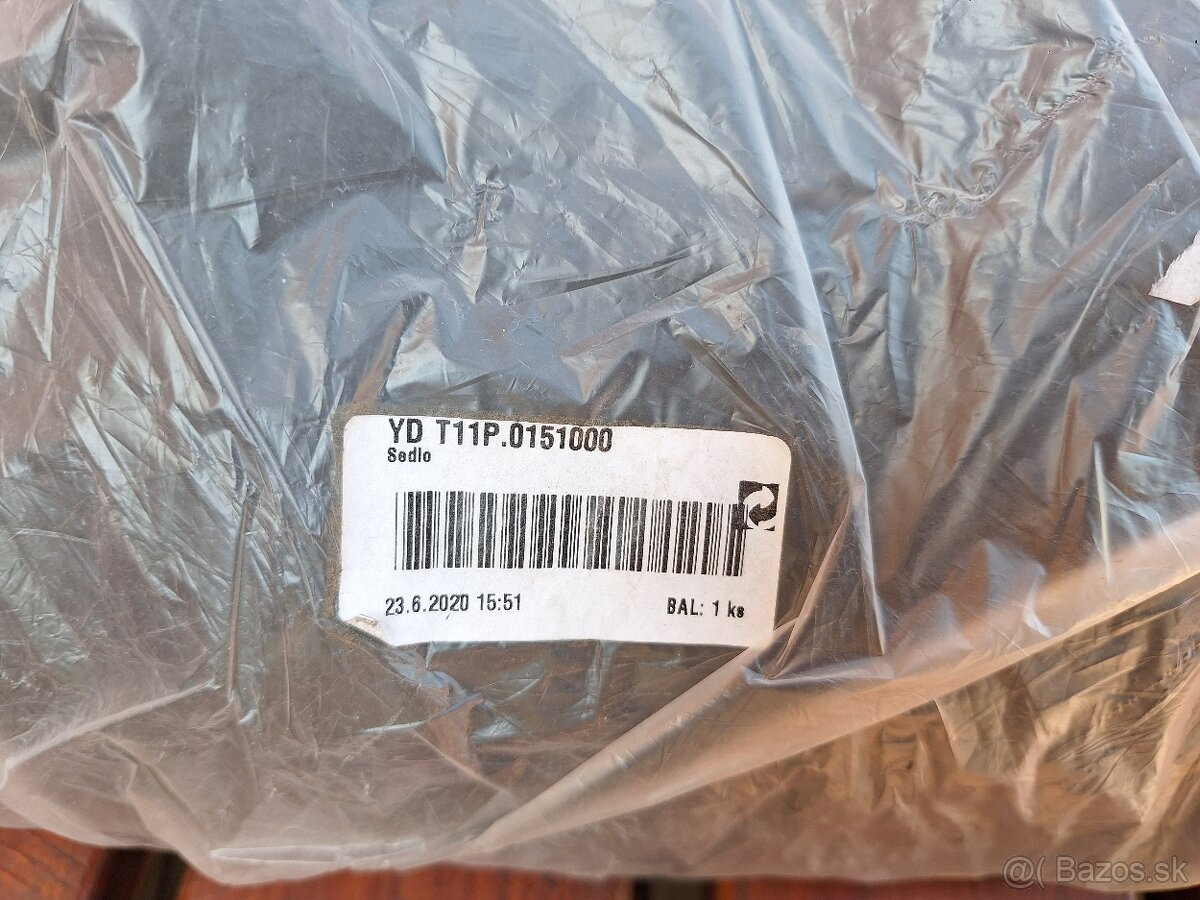 YD T11P.0151000
Sedlo
23.6.2020 15:51
BAL: 1 ks
@( Bazos.sk